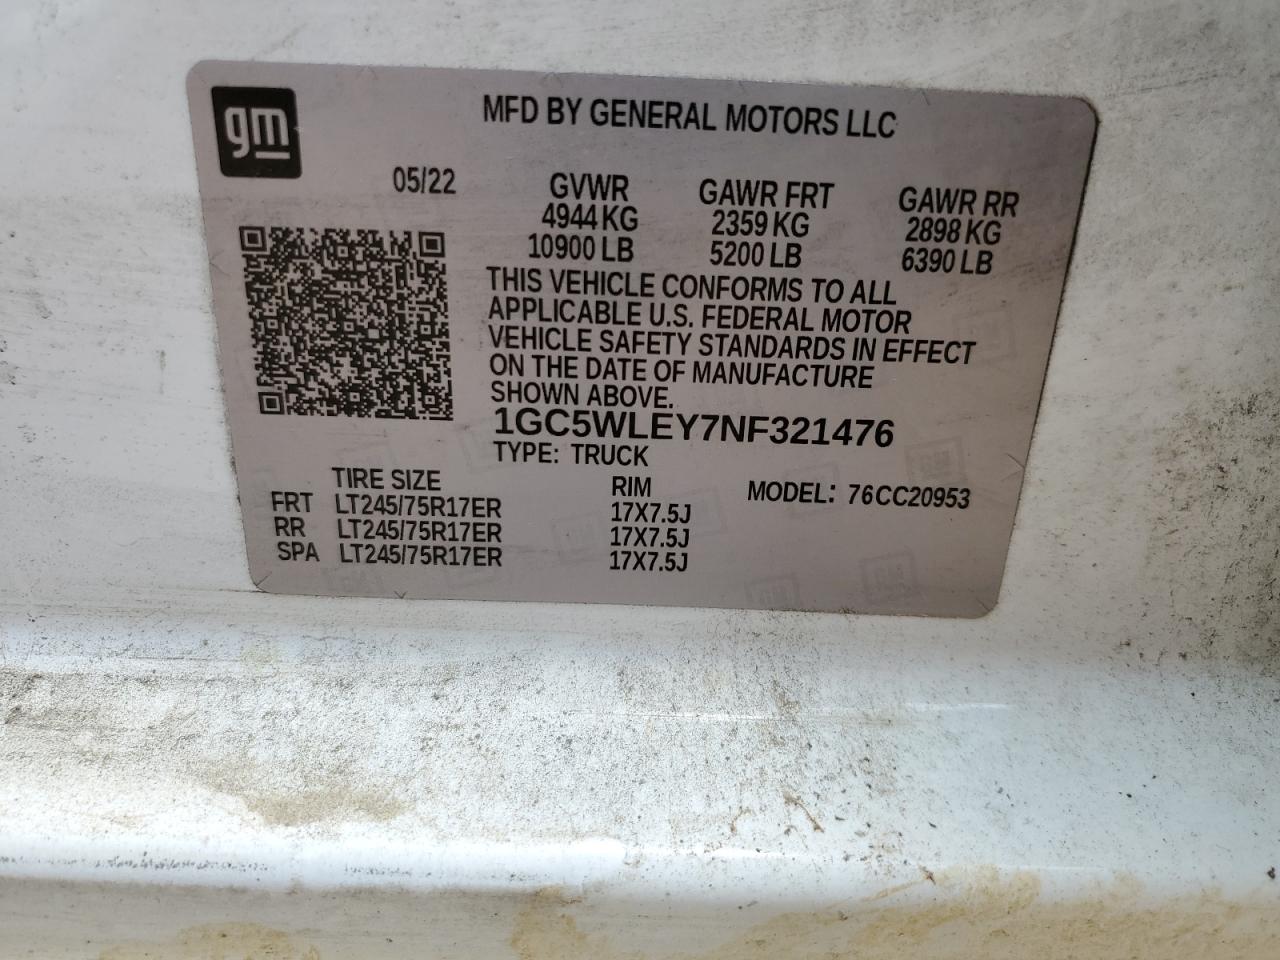 gm
MFD BY GENERAL MOTORS LLC
05/22 GVWR GAWR FRT GAWR RR
4944 KG 2359 KG 2898 KG
10900 LB 5200 LB 6390 LB
THIS VEHICLE CONFORMS TO ALL
APPLICABLE U.S. FEDERAL MOTOR
VEHICLE SAFETY STANDARDS IN EFFECT
ON THE DATE OF MANUFACTURE
SHOWN ABOVE.
1GC5WLEY7NF321476
TYPE: TRUCK
TIRE SIZE RIM MODEL: 76CC20953
FRT LT245/75R17ER 17X7.5J
RR LT245/75R17ER 17X7.5J
SPA LT245/75R17ER 17X7.5J